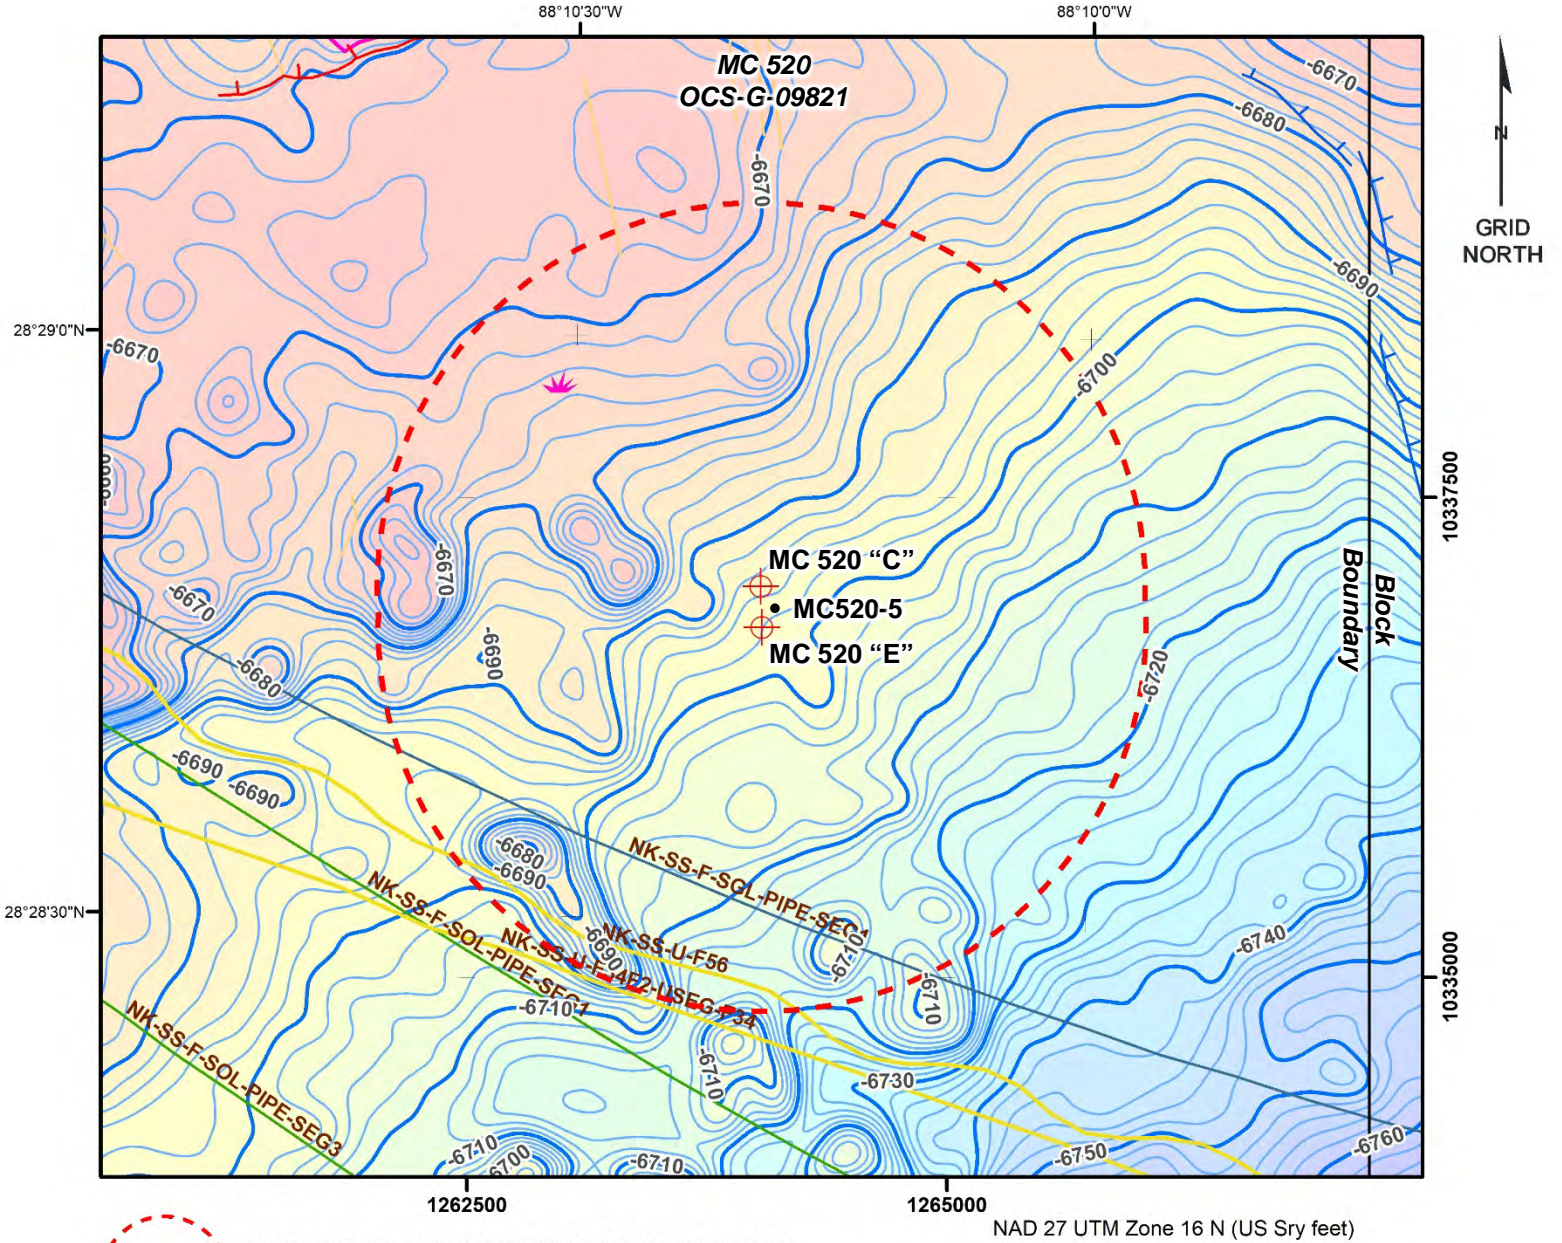 88°10'30"W
88°10'0"W
MC 520
OCS-G-09821
-6670
-6680
N
GRID
NORTH
-6670
-6690
28°29'0"N
-6670
-6700
10337500
MC 520 “C”
MC520-5
MC 520 “E”
-6670
-6670
-6690
-6680
-6720
Block
Boundary
-6690
-6690
-6680
-6690
NK-SS-F-SGL-PIPE-SEG1
NK-SS-F-SOL-PIPE-SEG1
NK-SS-U-F56
-6690
-6710
-6740
28°28'30"N
10335000
-6710
-6710
NK-SS-F-SOL-PIPE-SEG3
-6710
-6730
-6710
-6700
-6710
-6750
-6760
1262500
1265000
NAD 27 UTM Zone 16 N (US Sry feet)